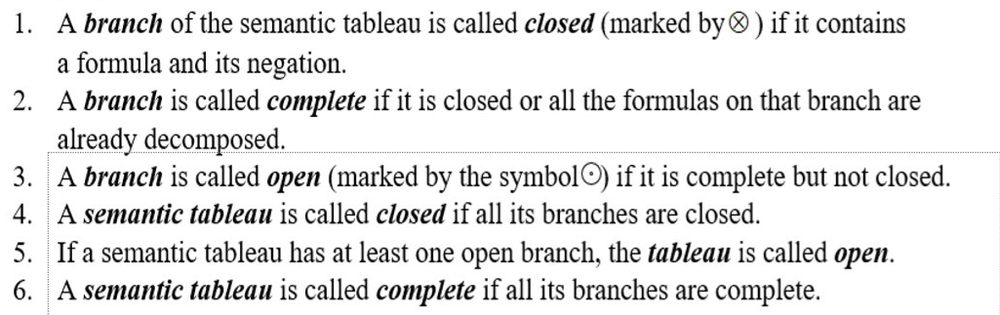 1. A branch of the semantic tableau is called closed (marked by ⊗ ) if it contains
a formula and its negation.
2. A branch is called complete if it is closed or all the formulas on that branch are
already decomposed.
3. A branch is called open (marked by the symbol ⊙) if it is complete but not closed.
4. A semantic tableau is called closed if all its branches are closed.
5. If a semantic tableau has at least one open branch, the tableau is called open.
6. A semantic tableau is called complete if all its branches are complete.